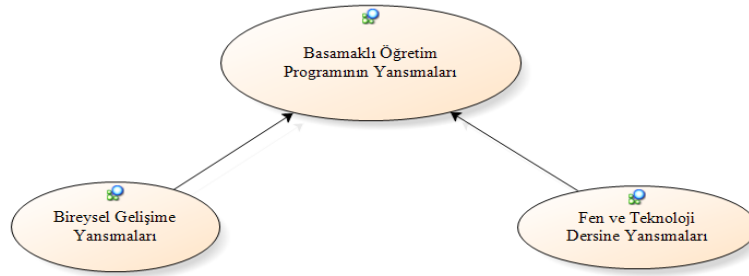 Basamaklı Öğretim
Programının Yansımaları
Bireysel Gelişime
Yansımaları
Fen ve Teknoloji
Dersine Yansımaları